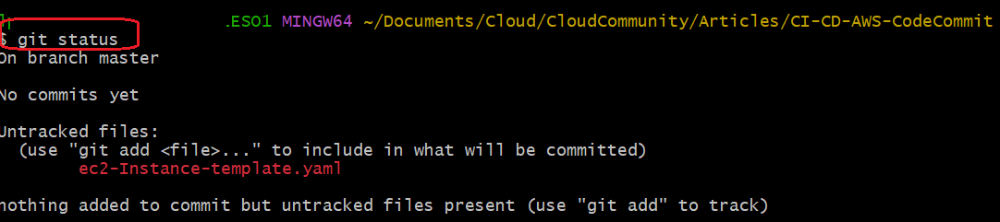 .ESO1 MINGW64 ~/Documents/Cloud/CloudCommunity/Articles/CI-CD-AWS-CodeCommit
$ git status
On branch master
No commits yet
Untracked files:
(use "git add <file>..." to include in what will be committed)
ec2-Instance-template.yaml
nothing added to commit but untracked files present (use "git add" to track)